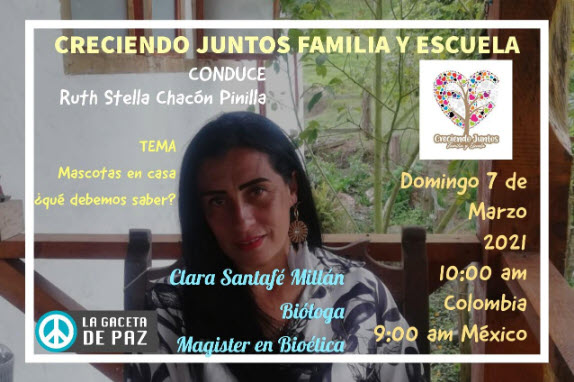 CRECIENDO JUNTOS FAMILIA Y ESCUELA
CONDUCE
Ruth Stella Chacón Pinilla
TEMA
Mascotas en casa
¿qué debemos saber?
Creciendo Juntos
Familia y Escuela
Domingo 7 de
Marzo
2021
10:00 am
Colombia
9:00 am México
Clara Santafé Millán
Bióloga
Magister en Bioética
LA GACETA
DE PAZ